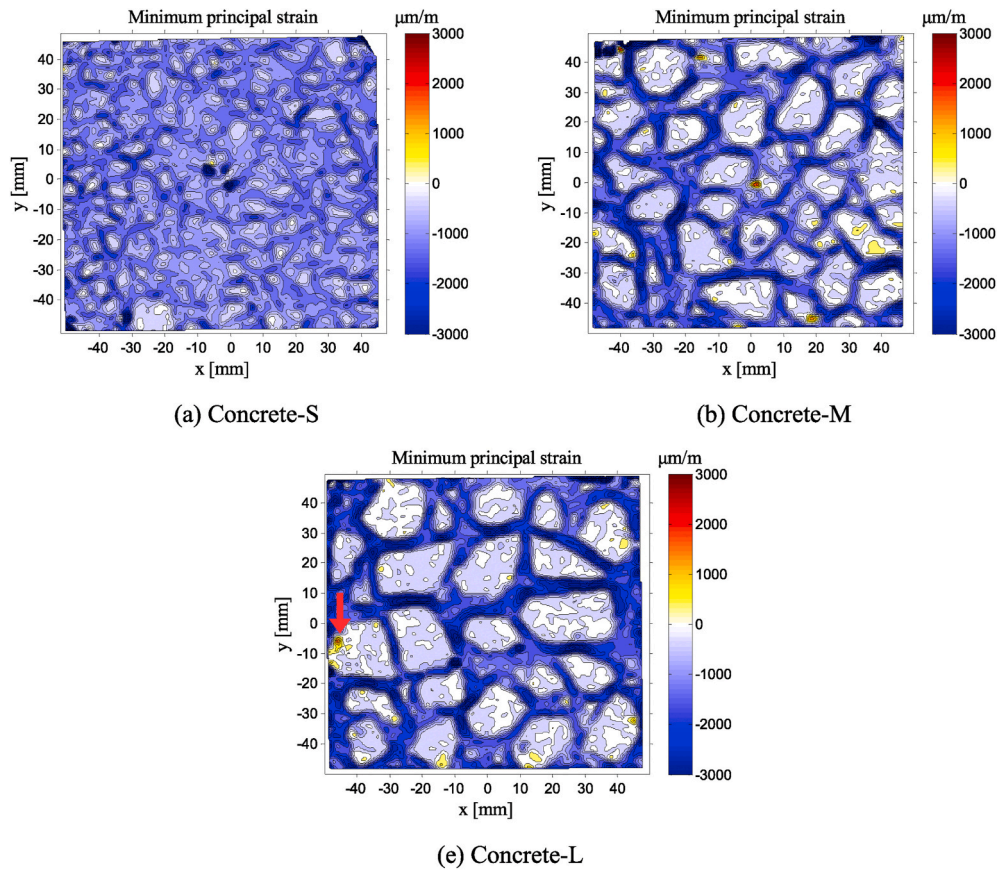 Minimum principal strain
μm/m
3000
2000
1000
0
-1000
-2000
-3000
40
30
20
10
0
-10
-20
-30
-40
y [mm]
-40 -30 -20 -10 0 10 20 30 40
x [mm]
(a) Concrete-S
Minimum principal strain
μm/m
3000
2000
1000
0
-1000
-2000
-3000
40
30
20
10
0
-10
-20
-30
-40
y [mm]
-40 -30 -20 -10 0 10 20 30 40
x [mm]
(b) Concrete-M
Minimum principal strain
μm/m
3000
2000
1000
0
-1000
-2000
-3000
40
30
20
10
0
-10
-20
-30
-40
y [mm]
-40 -30 -20 -10 0 10 20 30 40
x [mm]
(e) Concrete-L